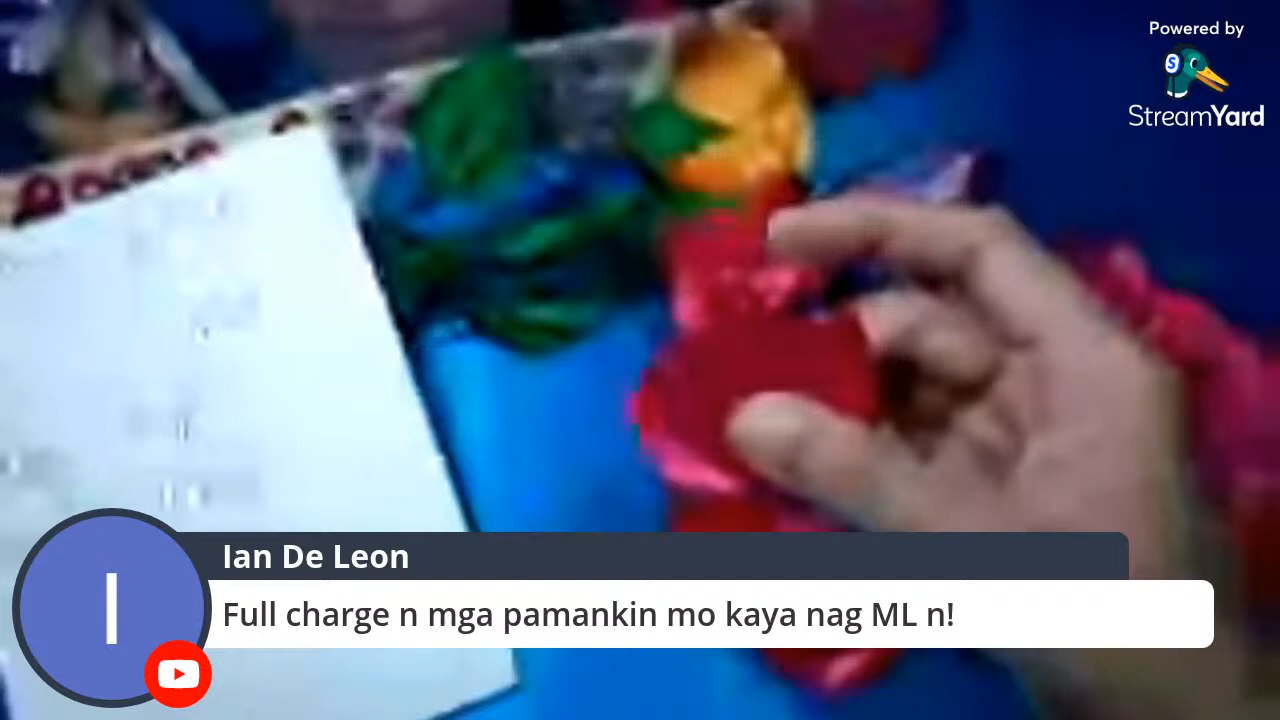 Powered by
StreamYard
Ian De Leon
Full charge n mga pamankin mo kaya nag ML n!